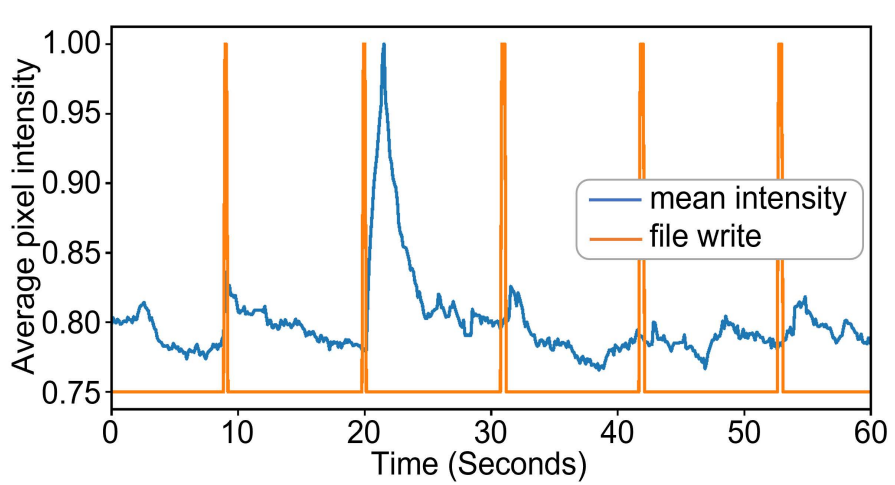 Average pixel intensity
1.00
0.95
0.90
0.85
0.80
0.75
mean intensity
file write
0 10 20 30 40 50 60
Time (Seconds)